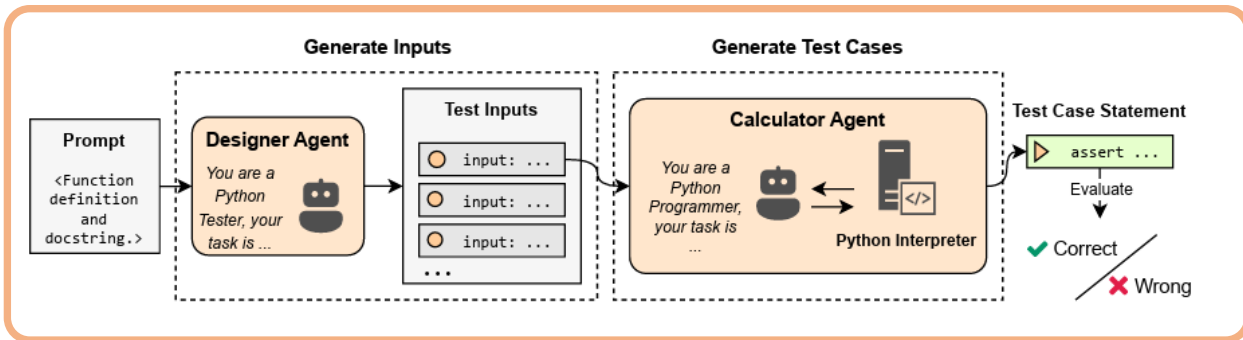 Generate Inputs
Generate Test Cases
Prompt
<Function
definition
and
docstring.>
Designer Agent
You are a
Python
Tester, your
task is ...
Test Inputs
input: ...
input: ...
input: ...
...
Calculator Agent
You are a
Python
Programmer,
your task is
...
</>
Python Interpreter
Test Case Statement
assert ...
Evaluate
Correct
Wrong